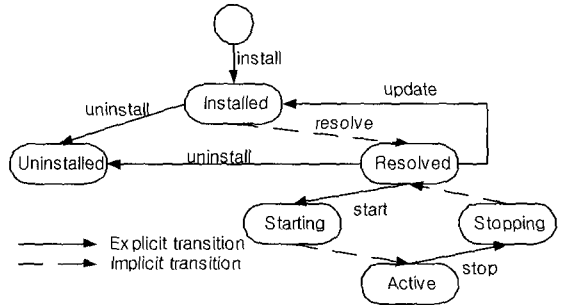 install
update
Installed
uninstall
resolve
Uninstalled
uninstall
Resolved
start
Starting
Stopping
Explicit transition
Implicit transition
stop
Active